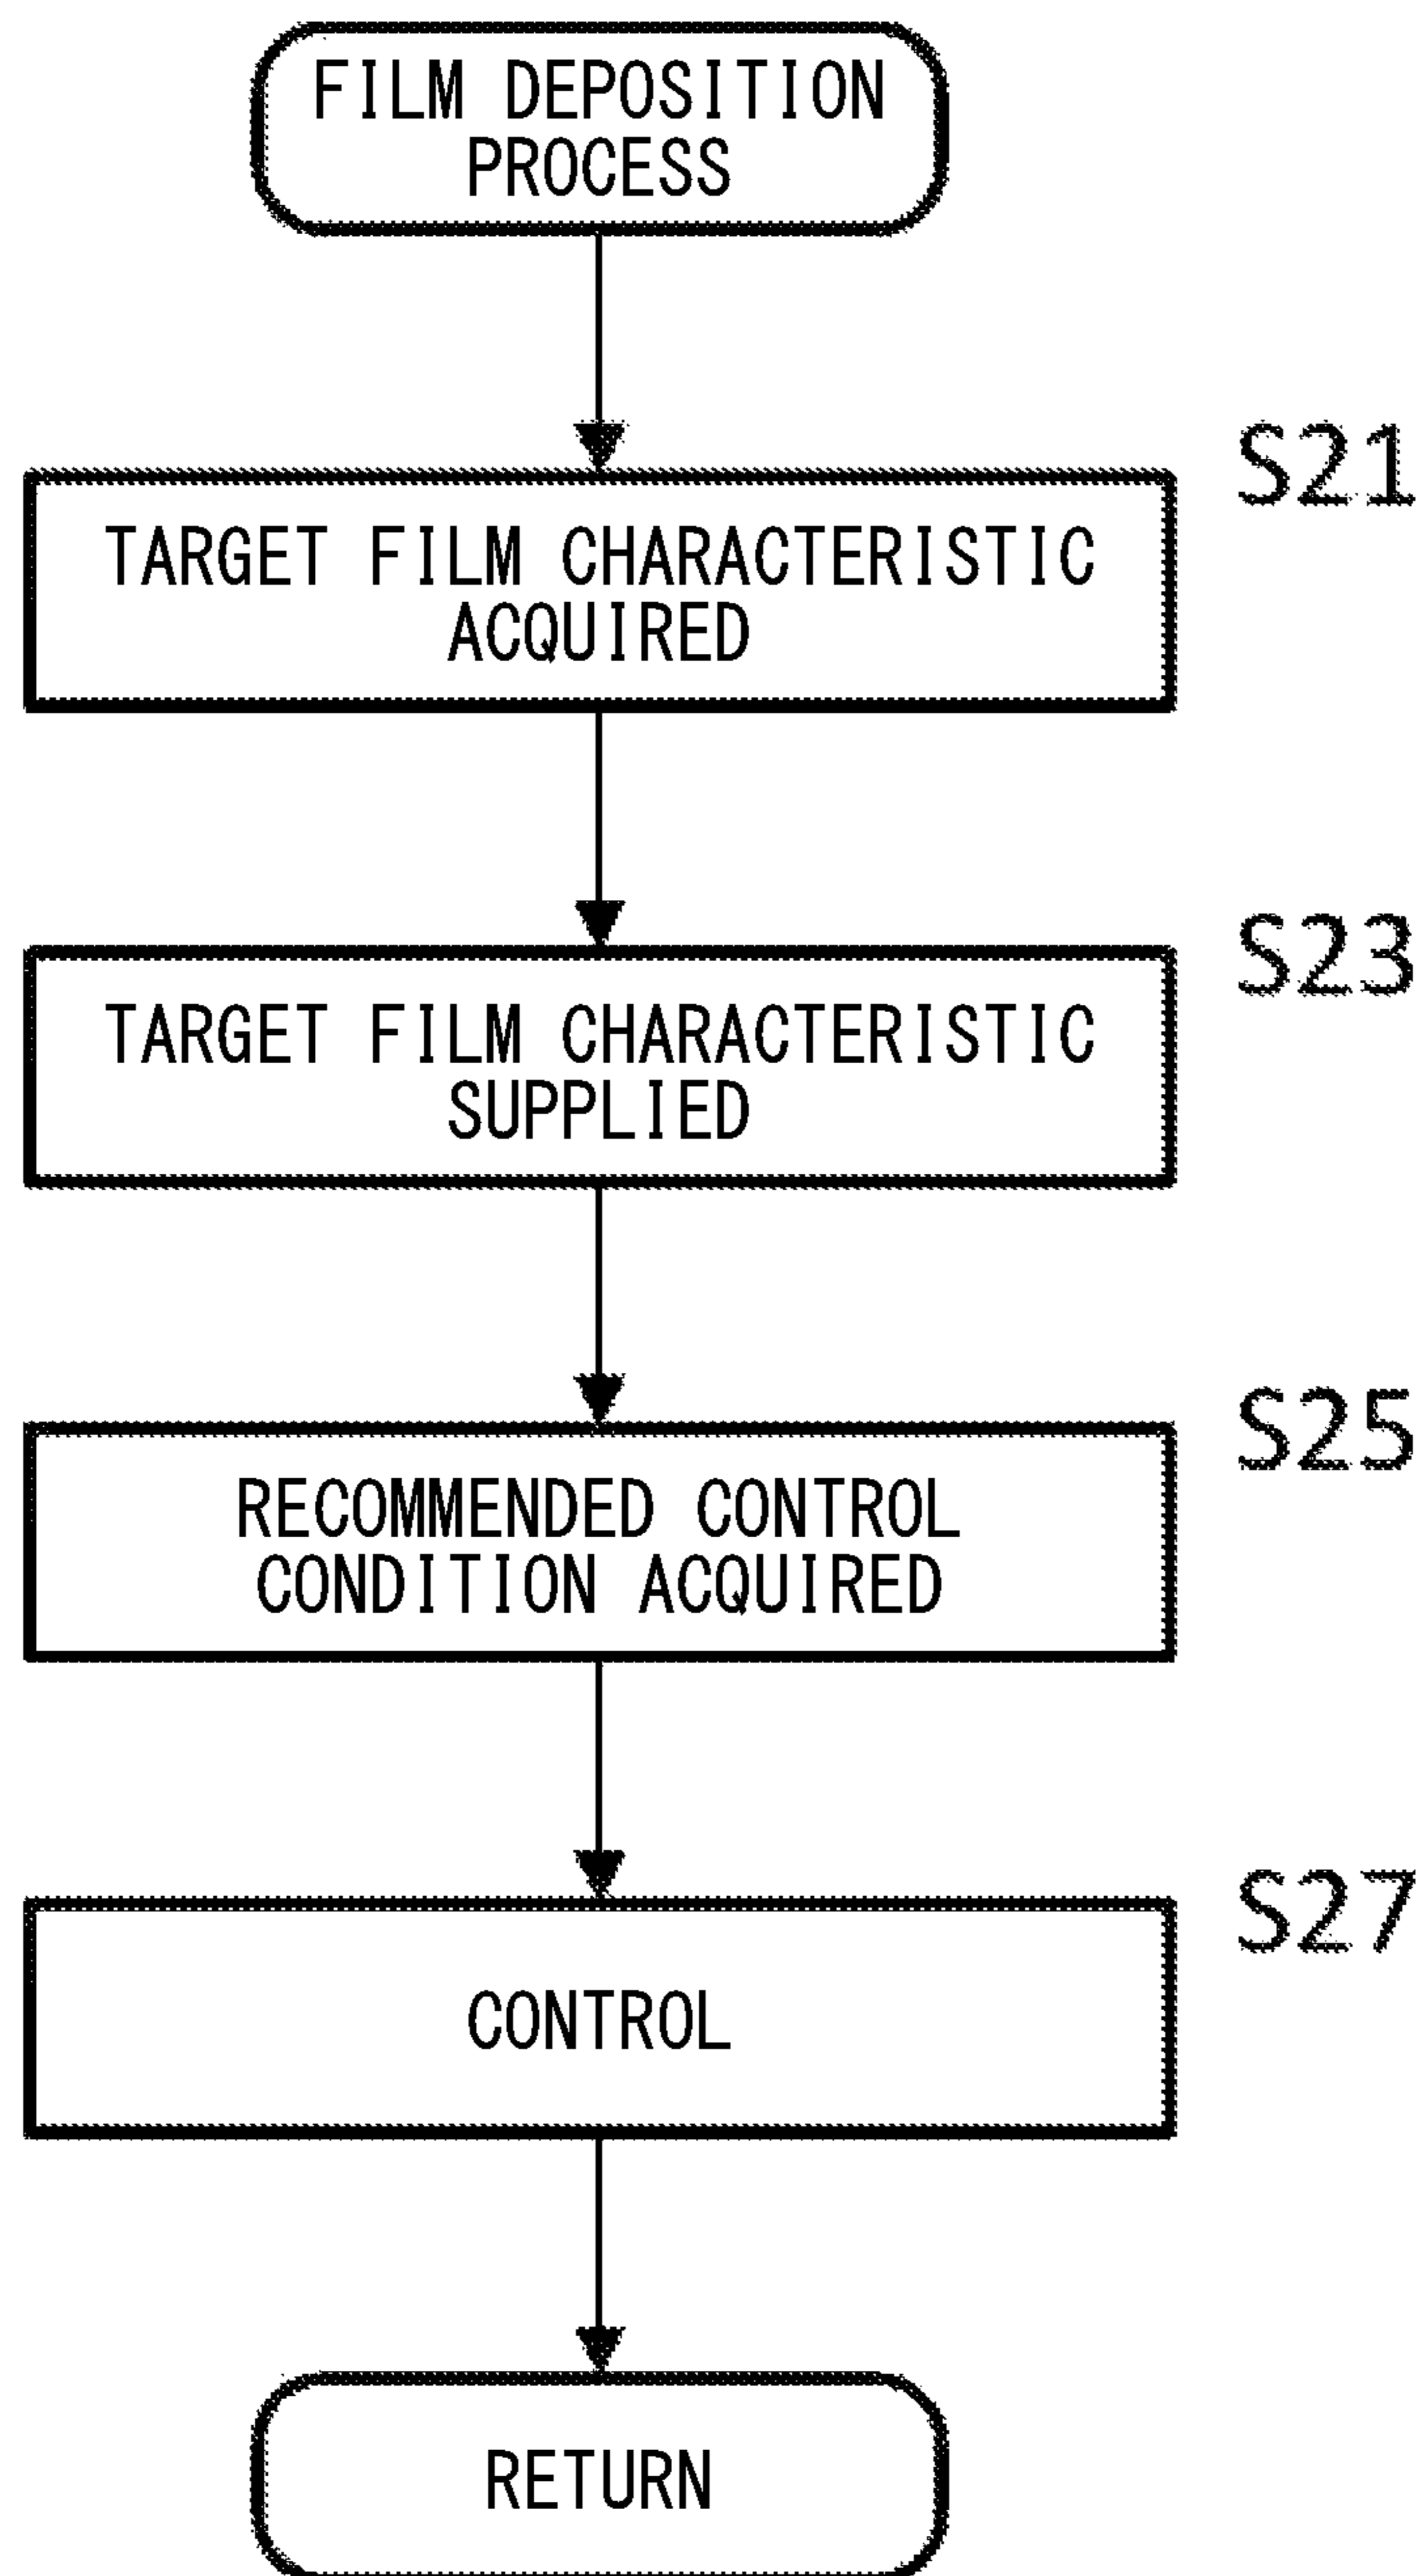 FILM DEPOSITION
PROCESS
S21
TARGET FILM CHARACTERISTIC
ACQUIRED
S23
TARGET FILM CHARACTERISTIC
SUPPLIED
S25
RECOMMENDED CONTROL
CONDITION ACQUIRED
S27
CONTROL
RETURN